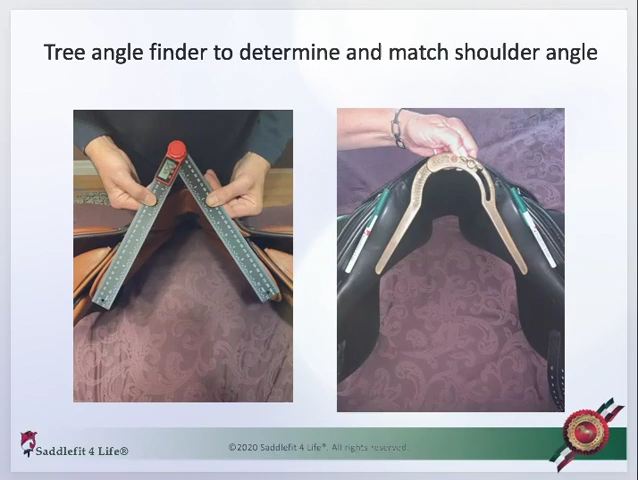 Tree angle finder to determine and match shoulder angle
Saddlefit 4 Life®
©2020 Saddlefit 4 Life®. All rights reserved.